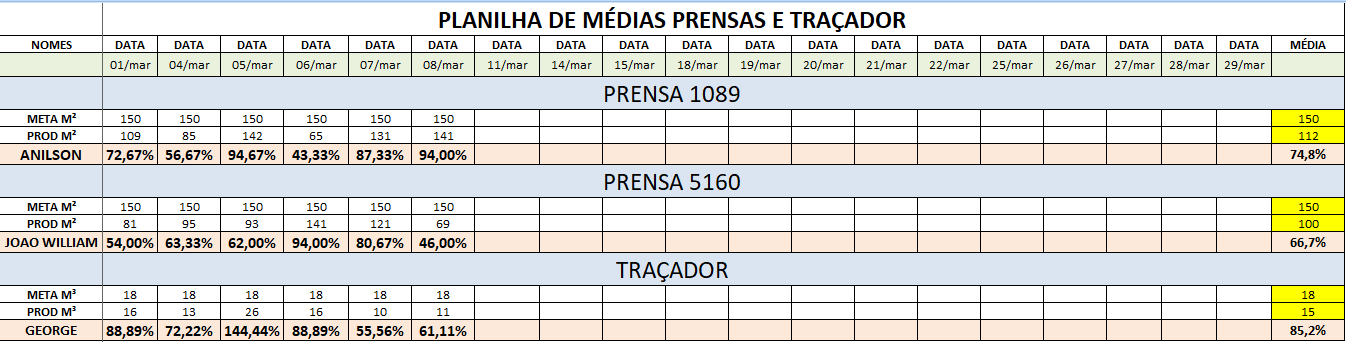 PLANILHA DE MÉDIAS PRENSAS E TRAÇADOR
NOMES DATA DATA DATA DATA DATA DATA DATA DATA DATA DATA DATA DATA DATA DATA DATA DATA DATA DATA DATA MÉDIA
01/mar 04/mar 05/mar 06/mar 07/mar 08/mar 11/mar 14/mar 15/mar 18/mar 19/mar 20/mar 21/mar 22/mar 25/mar 26/mar 27/mar 28/mar 29/mar
PRENSA 1089
META M² 150 150 150 150 150 150 150
PROD M² 109 85 142 65 131 141 112
ANILSON 72,67% 56,67% 94,67% 43,33% 87,33% 94,00% 74,8%
PRENSA 5160
META M² 150 150 150 150 150 150 150
PROD M² 81 95 93 141 121 69 100
JOAO WILLIAM 54,00% 63,33% 62,00% 94,00% 80,67% 46,00% 66,7%
TRAÇADOR
META M³ 18 18 18 18 18 18 18
PROD M³ 16 13 26 16 10 11 15
GEORGE 88,89% 72,22% 144,44% 88,89% 55,56% 61,11% 85,2%